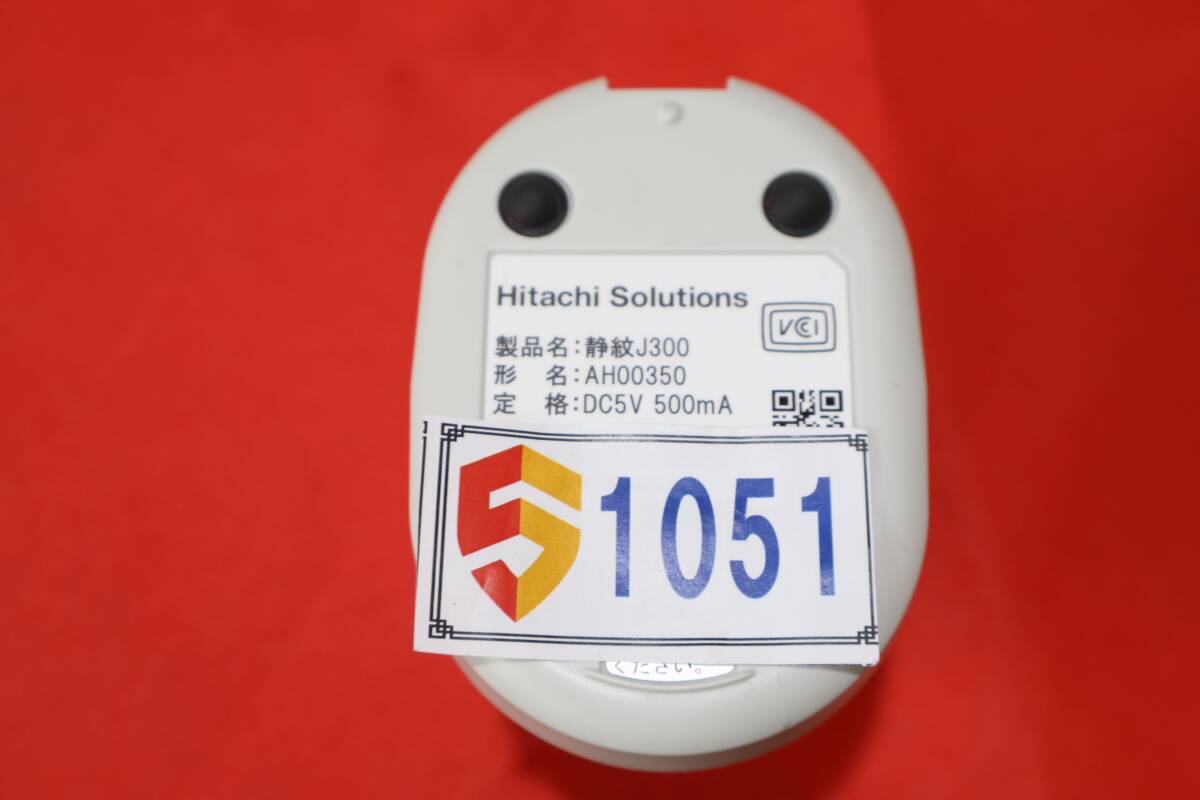 Hitachi Solutions
VCCI
製品名:静紋J300
形　名:AH00350
定　格:DC5V 500mA
1051
ください。